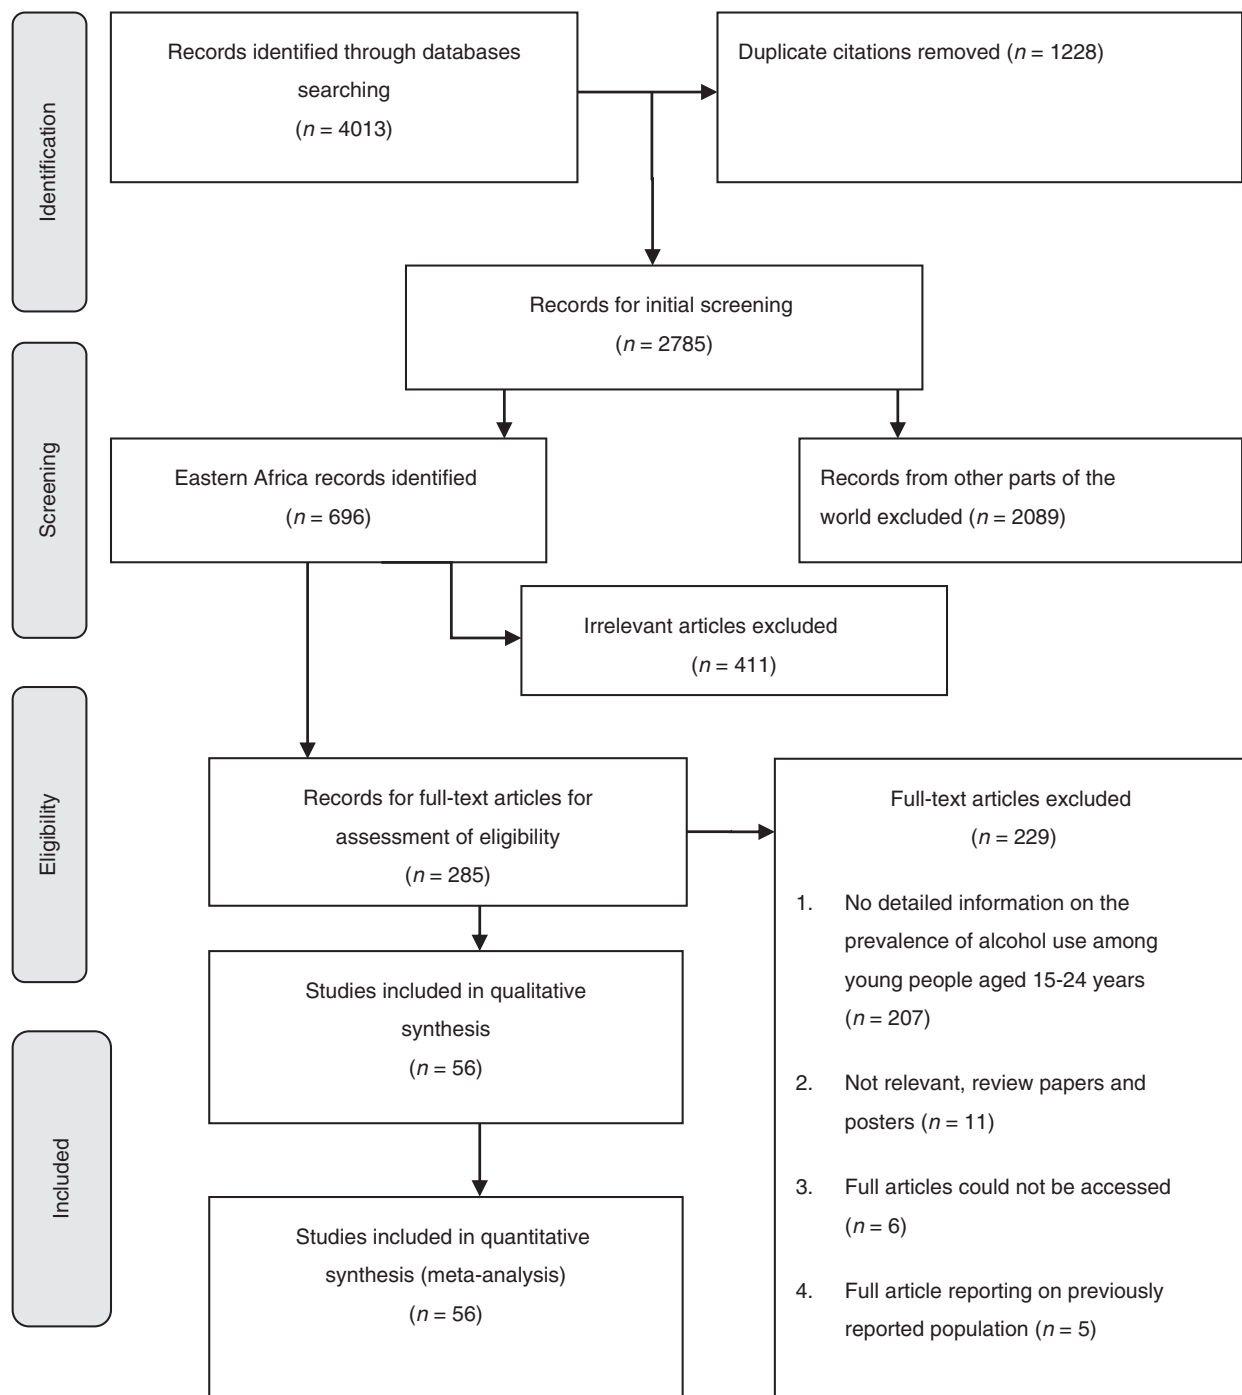 Identification
Records identified through databases
searching
(n = 4013)
Duplicate citations removed (n = 1228)
Records for initial screening
(n = 2785)
Screening
Eastern Africa records identified
(n = 696)
Records from other parts of the
world excluded (n = 2089)
Irrelevant articles excluded
(n = 411)
Eligibility
Records for full-text articles for
assessment of eligibility
(n = 285)
Full-text articles excluded
(n = 229)
1. No detailed information on the
prevalence of alcohol use among
young people aged 15-24 years
(n = 207)
2. Not relevant, review papers and
posters (n = 11)
3. Full articles could not be accessed
(n = 6)
4. Full article reporting on previously
reported population (n = 5)
Studies included in qualitative
synthesis
(n = 56)
Included
Studies included in quantitative
synthesis (meta-analysis)
(n = 56)